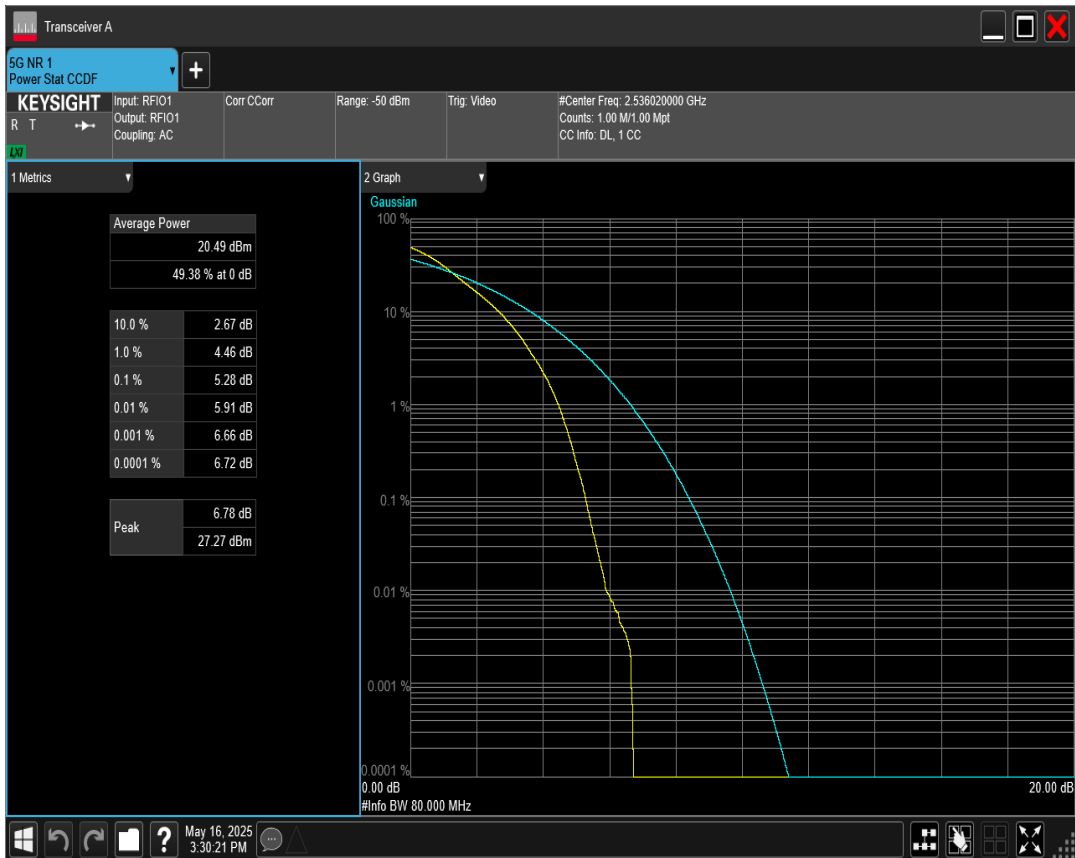 Transceiver A
5G NR 1
Power Stat CCDF
+
KEYSIGHT
R T
LXI
Input: RFIO1
Output: RFIO1
Coupling: AC
Corr CCorr
Range: -50 dBm
Trig: Video
#Center Freq: 2.536020000 GHz
Counts: 1.00 M/1.00 Mpt
CC Info: DL, 1 CC
1 Metrics
Average Power
20.49 dBm
49.38 % at 0 dB
10.0 % 2.67 dB
1.0 % 4.46 dB
0.1 % 5.28 dB
0.01 % 5.91 dB
0.001 % 6.66 dB
0.0001 % 6.72 dB
Peak
6.78 dB
27.27 dBm
2 Graph
Gaussian
100 %
10 %
1 %
0.1 %
0.01 %
0.001 %
0.0001 %
0.00 dB 20.00 dB
#Info BW 80.000 MHz
?
May 16, 2025
3:30:21 PM